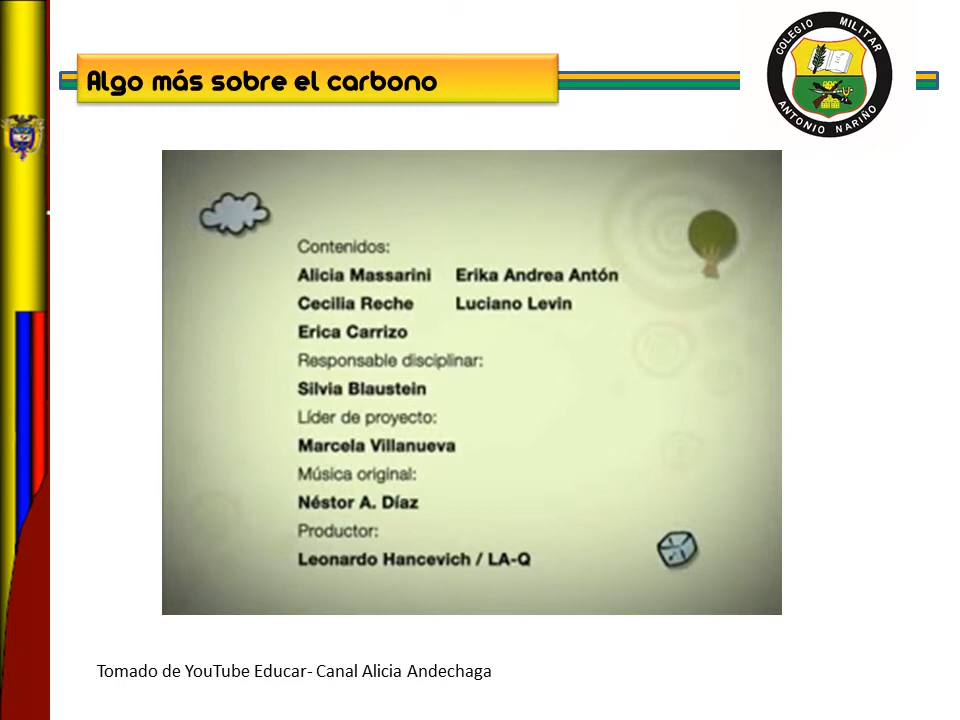 Algo más sobre el carbono
COLEGIO MILITAR
ANTONIO NARIÑO
Contenidos:
Alicia Massarini Erika Andrea Antón
Cecilia Reche Luciano Levin
Erica Carrizo
Responsable disciplinar:
Silvia Blaustein
Líder de proyecto:
Marcela Villanueva
Música original:
Néstor A. Díaz
Productor:
Leonardo Hancevich / LA-Q
Tomado de YouTube Educar- Canal Alicia Andechaga